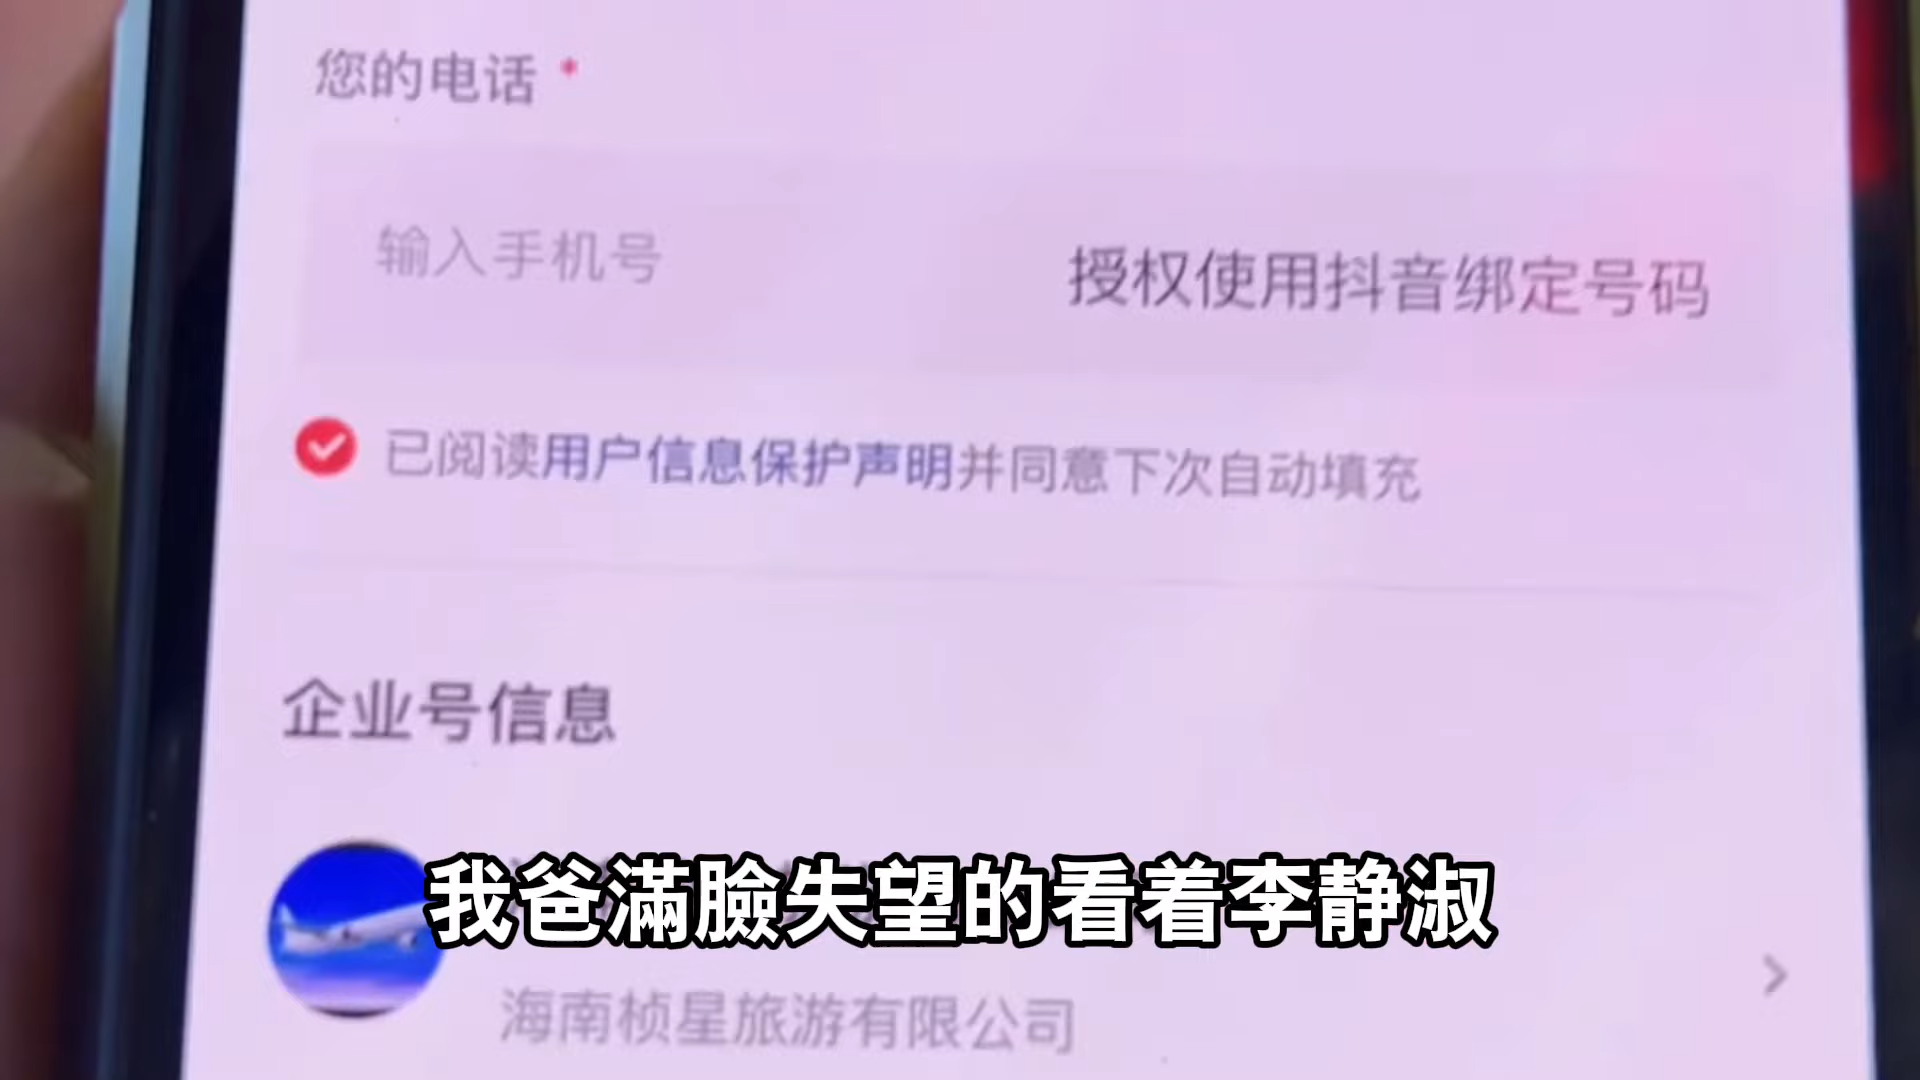 您的电话 *
输入手机号
授权使用抖音绑定号码
已阅读用户信息保护声明并同意下次自动填充
企业号信息
我爸滿臉失望的看着李静淑
海南桢星旅游有限公司